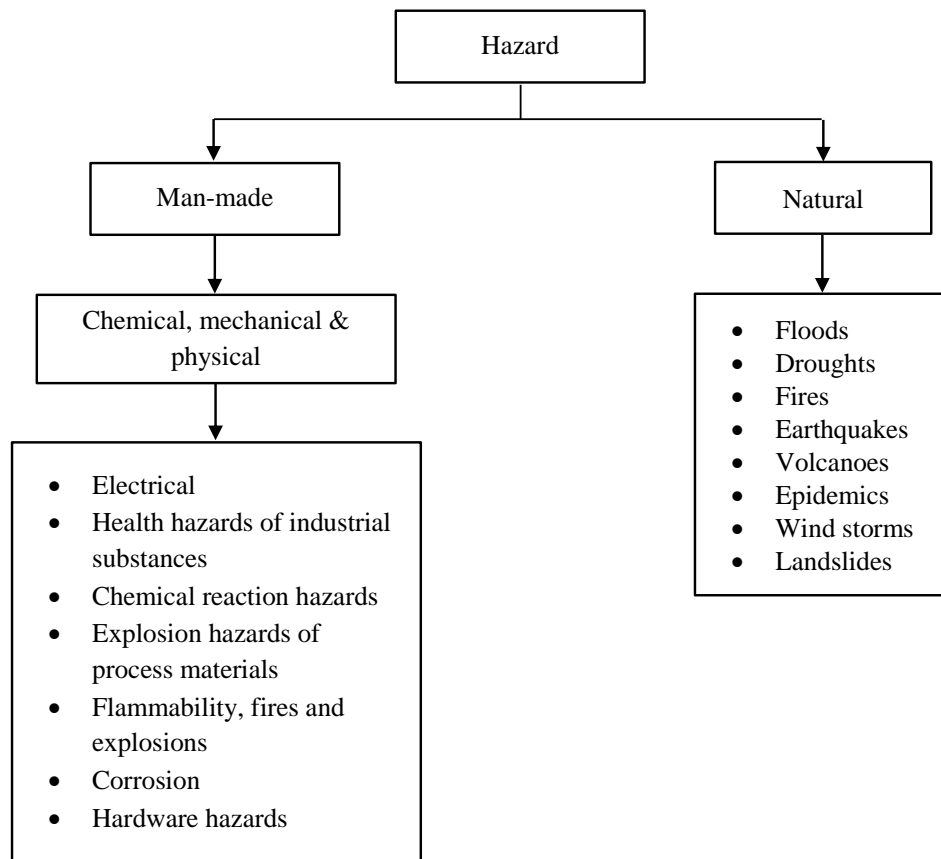 Hazard
Man-made
Natural
Chemical, mechanical &
physical
• Floods
• Droughts
• Fires
• Earthquakes
• Volcanoes
• Epidemics
• Wind storms
• Landslides
• Electrical
• Health hazards of industrial
substances
• Chemical reaction hazards
• Explosion hazards of
process materials
• Flammability, fires and
explosions
• Corrosion
• Hardware hazards